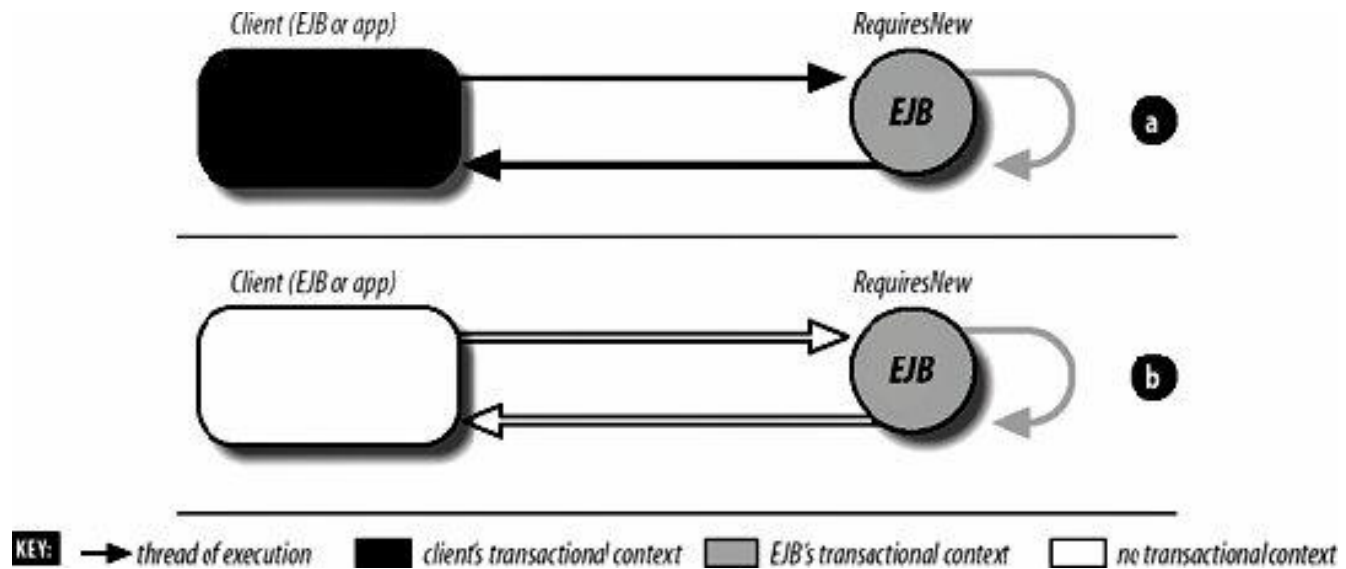 Client (EJB or app) RequiresNew
EJB a
Client (EJB or app) RequiresNew
EJB b
KEY: thread of execution client's transactional context EJB's transactional context no transactional context